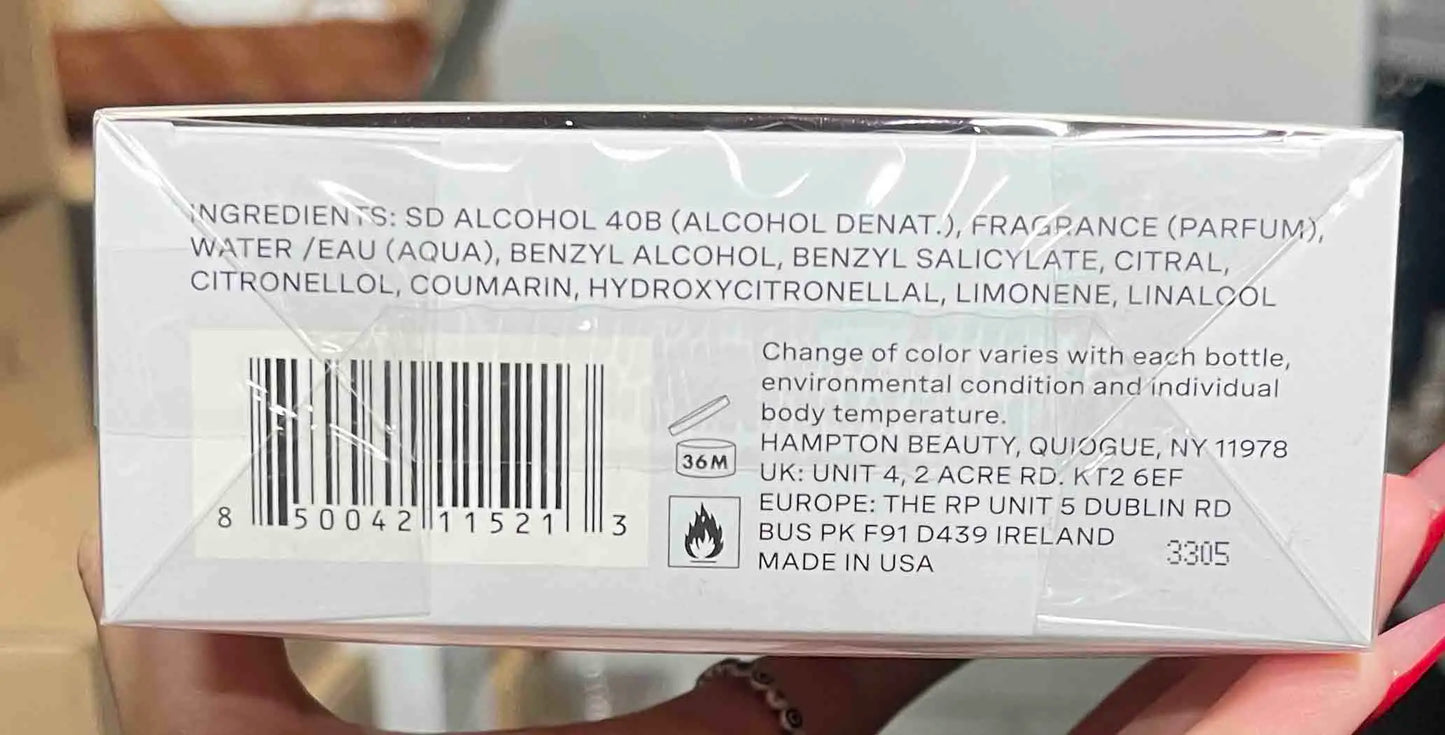 INGREDIENTS: SD ALCOHOL 40B (ALCOHOL DENAT.), FRAGRANCE (PARFUM),
WATER /EAU (AQUA), BENZYL ALCOHOL, BENZYL SALICYLATE, CITRAL,
CITRONELLOL, COUMARIN, HYDROXYCITRONELLAL, LIMONENE, LINALOOL
8 50042 11521 3
36M
Change of color varies with each bottle,
environmental condition and individual
body temperature.
HAMPTON BEAUTY, QUIOGUE, NY 11978
UK: UNIT 4, 2 ACRE RD. KT2 6EF
EUROPE: THE RP UNIT 5 DUBLIN RD
BUS PK F91 D439 IRELAND
MADE IN USA
3305